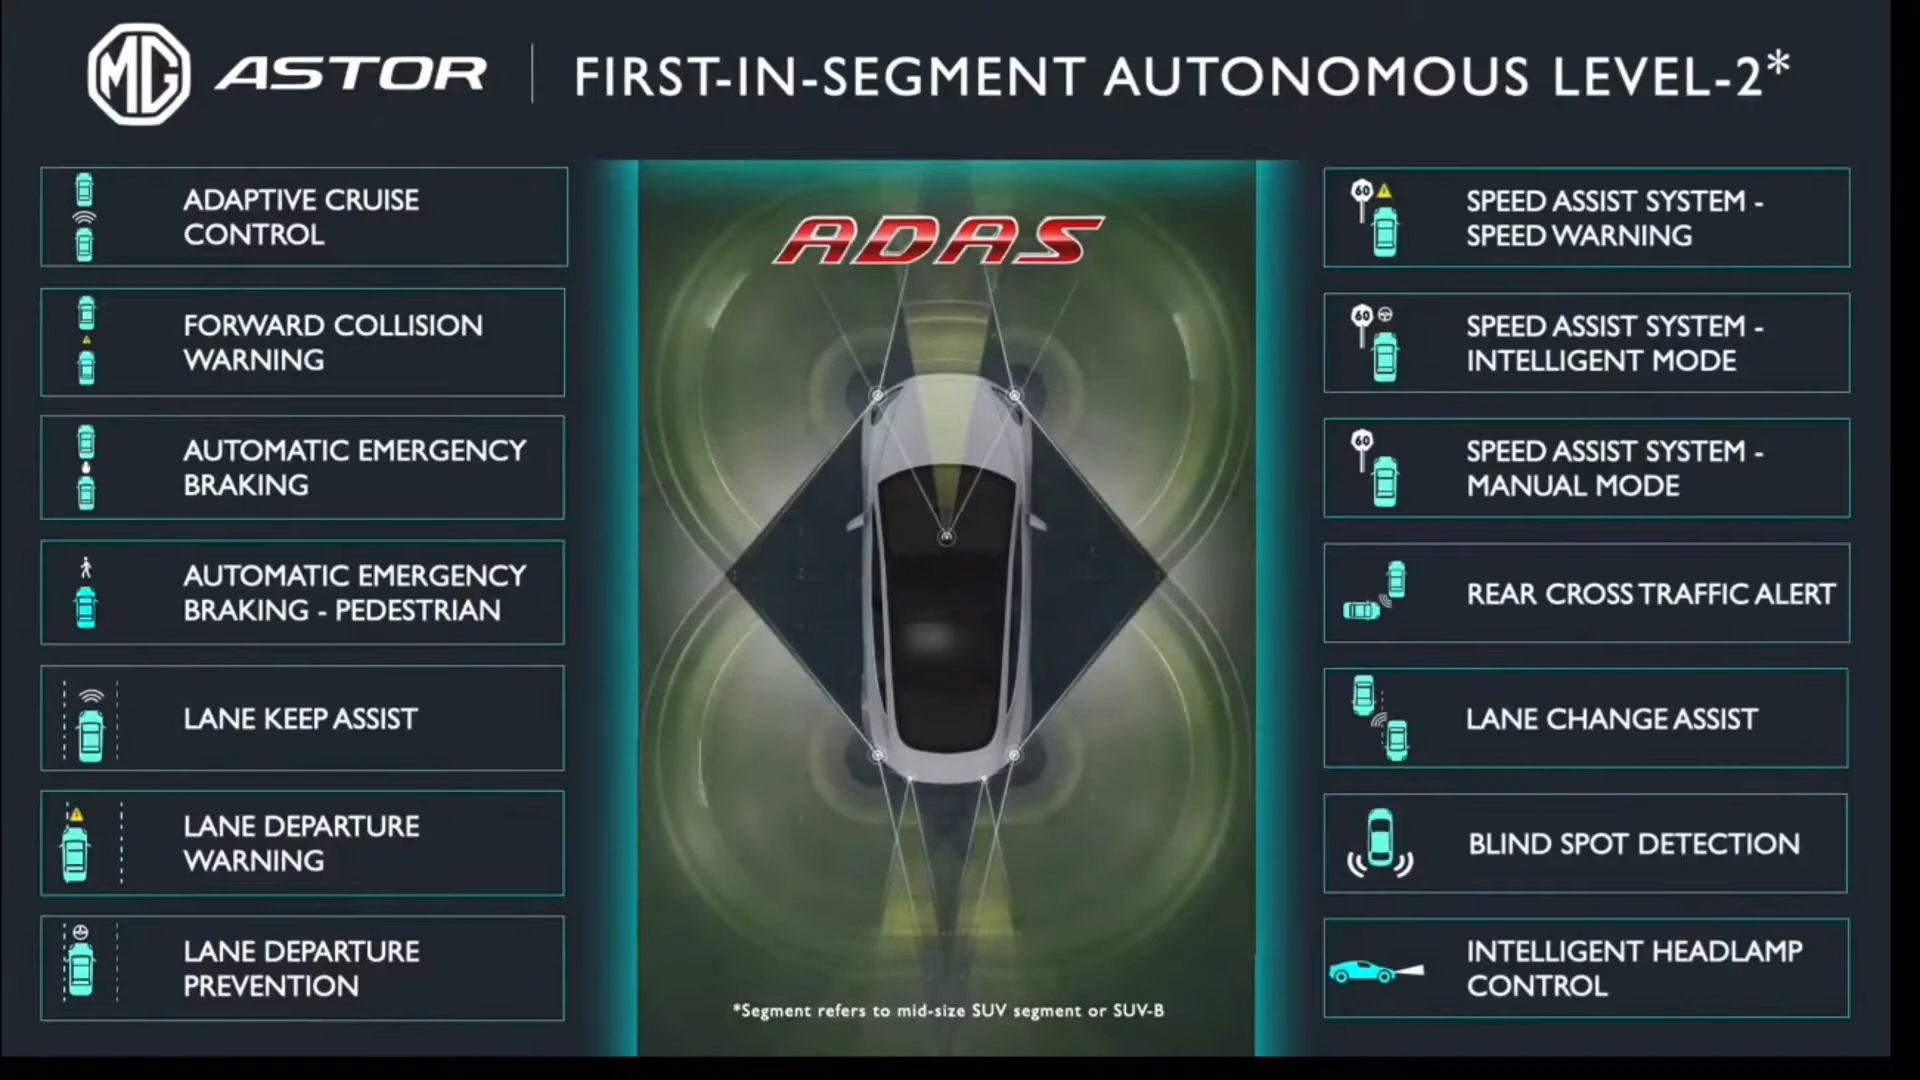 MG ASTOR FIRST-IN-SEGMENT AUTONOMOUS LEVEL-2*
ADAPTIVE CRUISE
CONTROL
FORWARD COLLISION
WARNING
AUTOMATIC EMERGENCY
BRAKING
AUTOMATIC EMERGENCY
BRAKING - PEDESTRIAN
LANE KEEP ASSIST
LANE DEPARTURE
WARNING
LANE DEPARTURE
PREVENTION
ADAS
*Segment refers to mid-size SUV segment or SUV-B
60
SPEED ASSIST SYSTEM -
SPEED WARNING
60
SPEED ASSIST SYSTEM -
INTELLIGENT MODE
60
SPEED ASSIST SYSTEM -
MANUAL MODE
REAR CROSS TRAFFIC ALERT
LANE CHANGE ASSIST
BLIND SPOT DETECTION
INTELLIGENT HEADLAMP
CONTROL